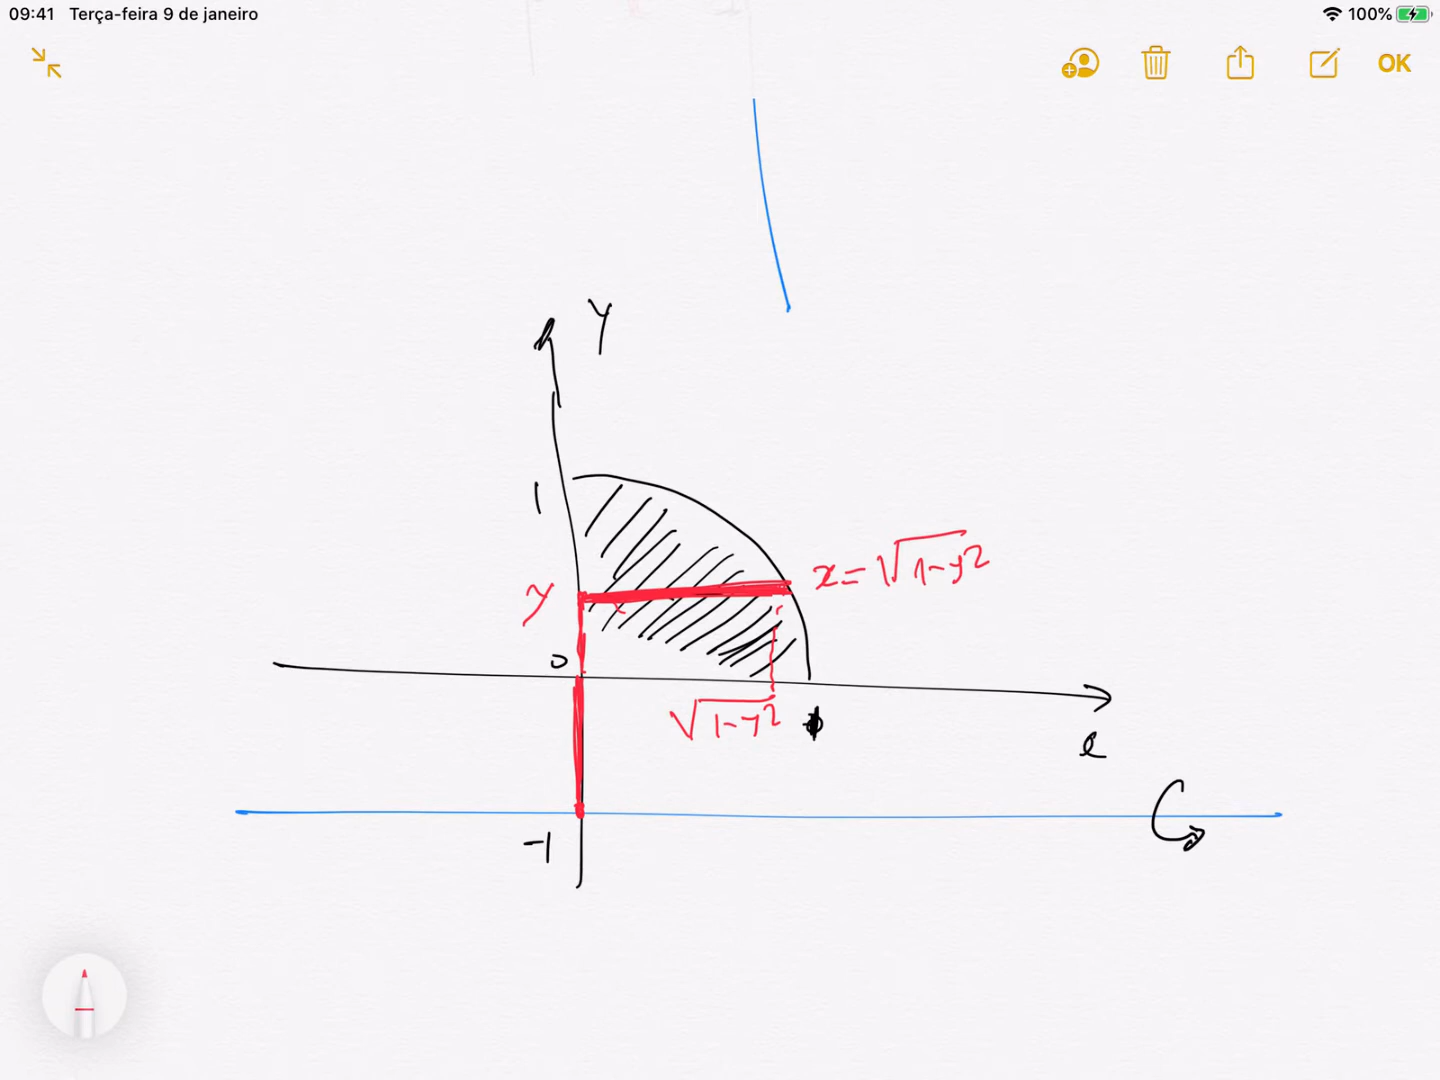 09:41 Terça-feira 9 de janeiro 100%
OK
y
1
x = √1-y²
y
0
√1-y²
-1